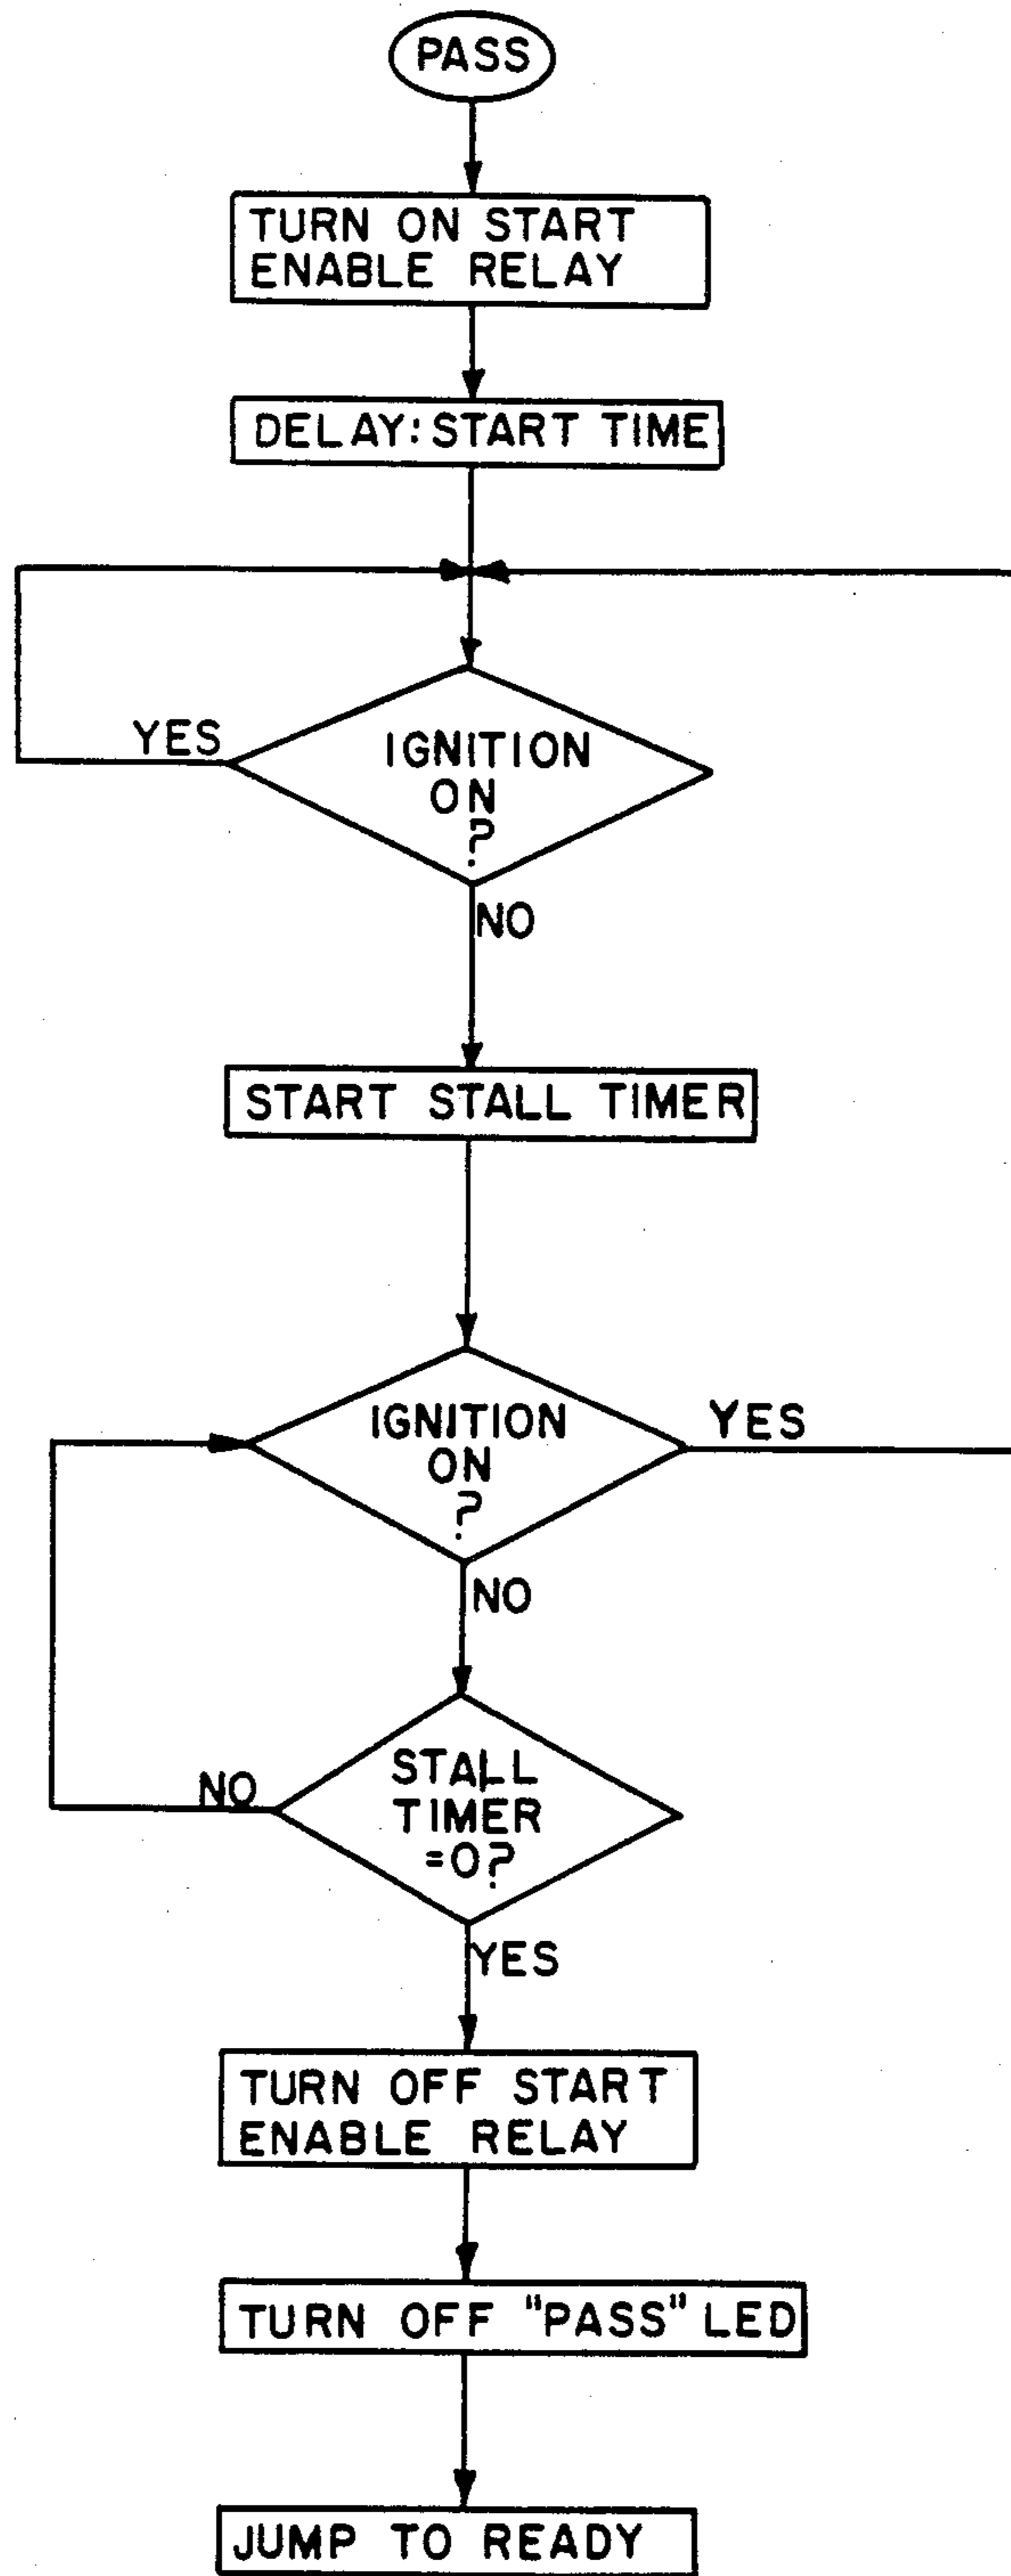 PASS
TURN ON START
ENABLE RELAY
DELAY: START TIME
YES
IGNITION
ON
?
NO
START STALL TIMER
IGNITION
ON
?
YES
NO
STALL
TIMER
=0?
NO
YES
TURN OFF START
ENABLE RELAY
TURN OFF "PASS" LED
JUMP TO READY